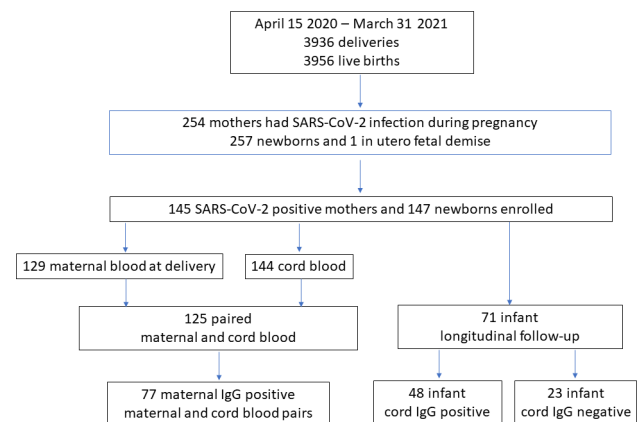 April 15 2020 – March 31 2021
3936 deliveries
3956 live births
254 mothers had SARS-CoV-2 infection during pregnancy
257 newborns and 1 in utero fetal demise
145 SARS-CoV-2 positive mothers and 147 newborns enrolled
129 maternal blood at delivery
144 cord blood
125 paired
maternal and cord blood
71 infant
longitudinal follow-up
77 maternal IgG positive
maternal and cord blood pairs
48 infant
cord IgG positive
23 infant
cord IgG negative